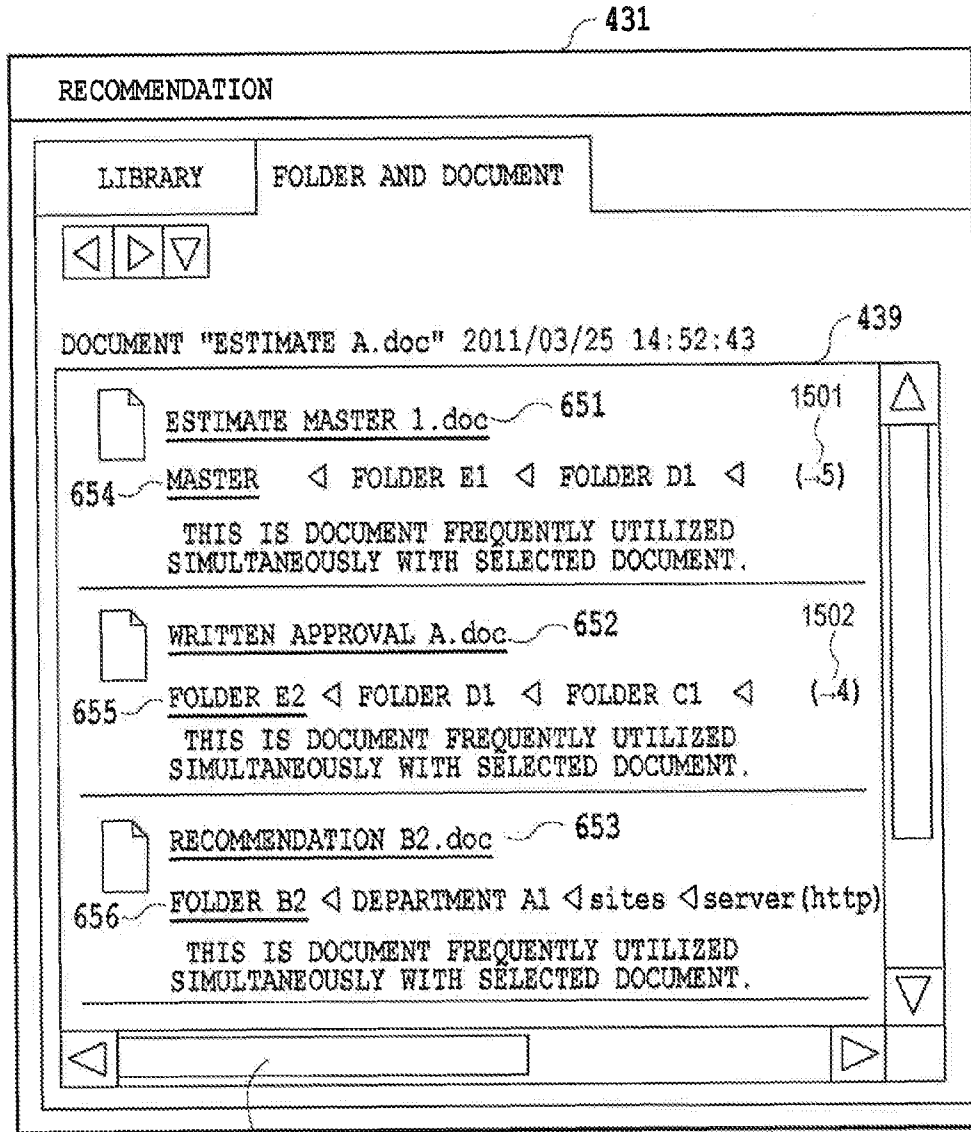 431
RECOMMENDATION
LIBRARY FOLDER AND DOCUMENT
DOCUMENT "ESTIMATE A.doc" 2011/03/25 14:52:43 439
ESTIMATE MASTER 1.doc 651 1501
654 MASTER ◁ FOLDER E1 ◁ FOLDER D1 ◁ (→5)
THIS IS DOCUMENT FREQUENTLY UTILIZED
SIMULTANEOUSLY WITH SELECTED DOCUMENT.
WRITTEN APPROVAL A.doc 652 1502
655 FOLDER E2 ◁ FOLDER D1 ◁ FOLDER C1 ◁ (→4)
THIS IS DOCUMENT FREQUENTLY UTILIZED
SIMULTANEOUSLY WITH SELECTED DOCUMENT.
RECOMMENDATION B2.doc 653
656 FOLDER B2 ◁ DEPARTMENT A1 ◁ sites ◁ server(http)
THIS IS DOCUMENT FREQUENTLY UTILIZED
SIMULTANEOUSLY WITH SELECTED DOCUMENT.